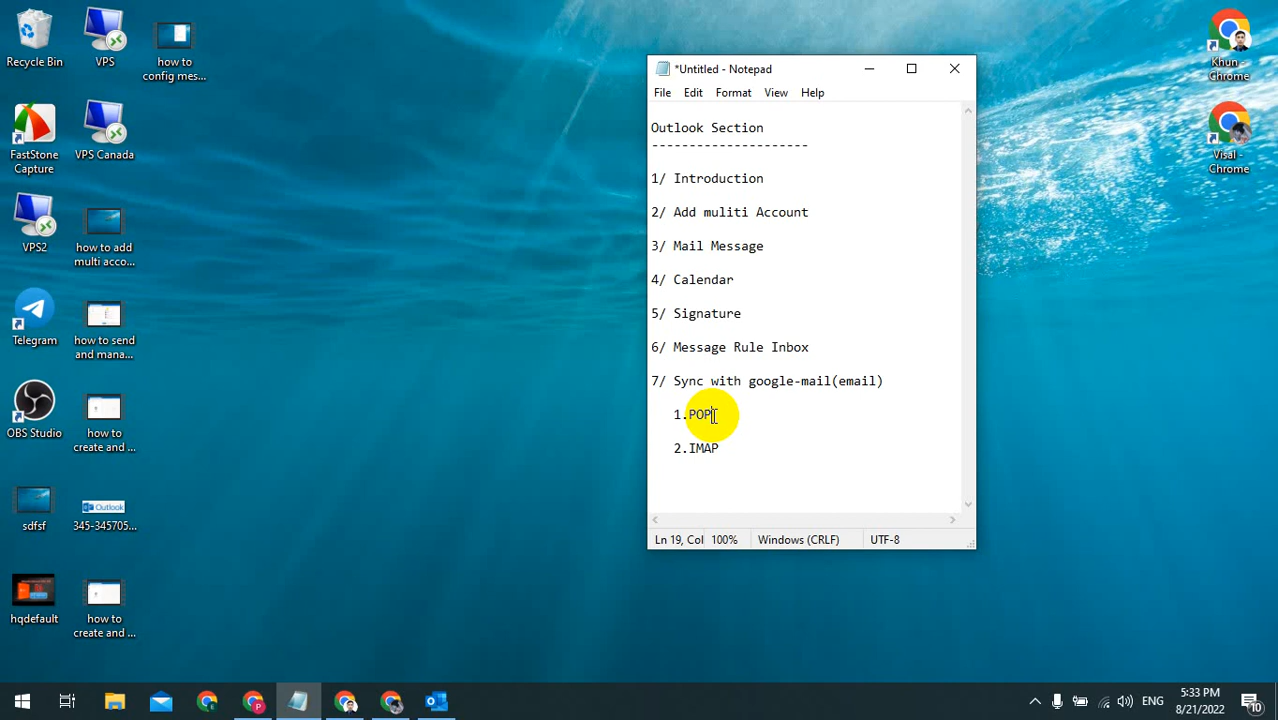 Recycle Bin
VPS
how to
config mes...
FastStone
Capture
VPS Canada
VPS2
how to add
multi acco...
Telegram
how to send
and mana...
OBS Studio
how to
create and ...
sdfsf
345-345705...
Outlook
hqdefault
how to
create and ...
Khun -
Chrome
Visal -
Chrome
*Untitled - Notepad
File Edit Format View Help
Outlook Section
---------------------
1/ Introduction
2/ Add muliti Account
3/ Mail Message
4/ Calendar
5/ Signature
6/ Message Rule Inbox
7/ Sync with google-mail(email)
1.POP
2.IMAP
Ln 19, Col 100% Windows (CRLF) UTF-8
ENG
5:33 PM
8/21/2022
10